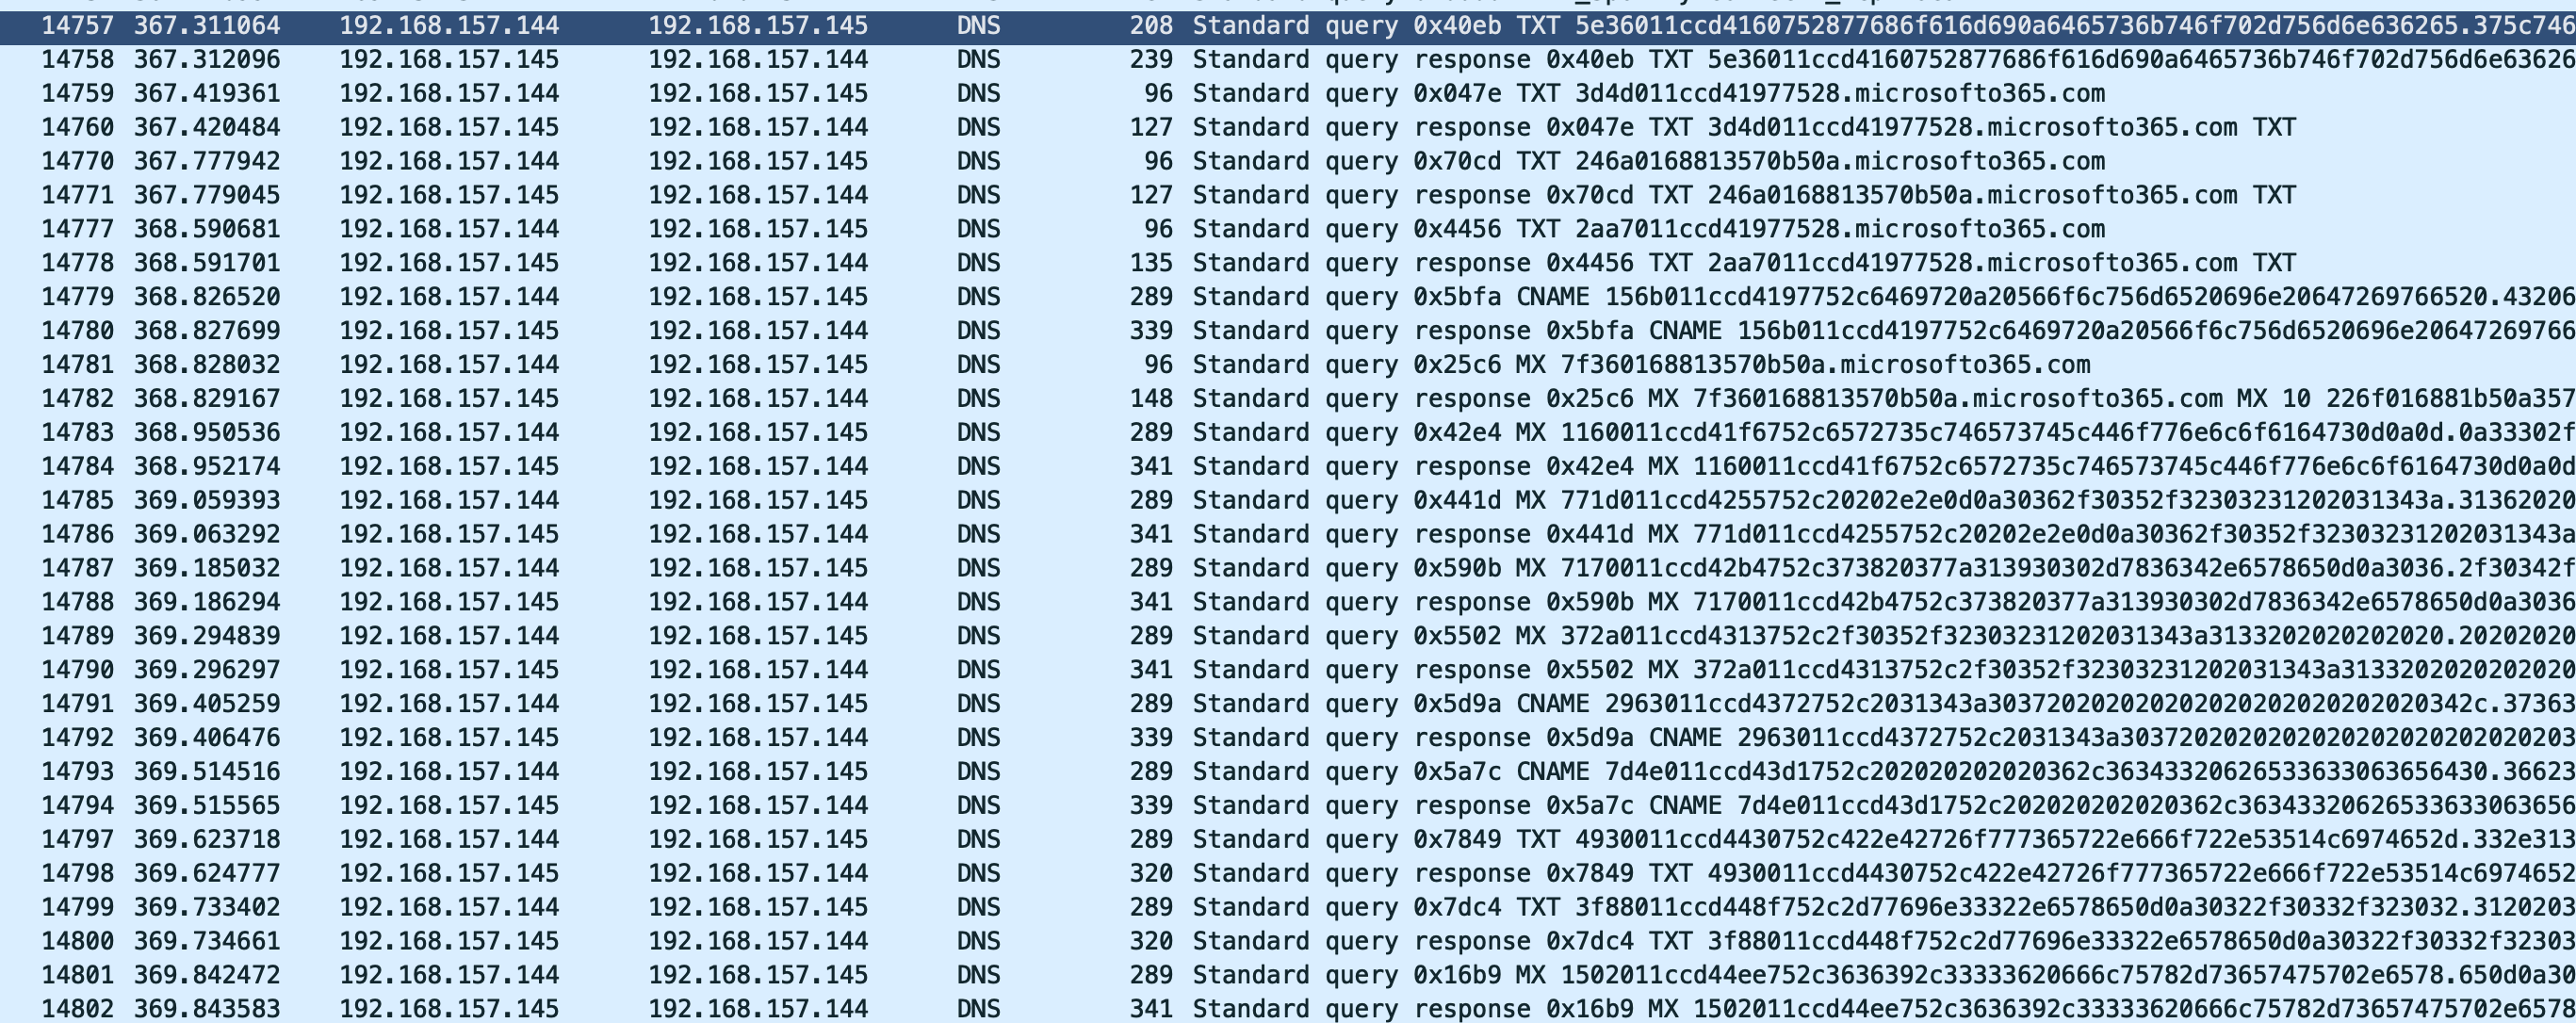 14757 367.311064 192.168.157.144 192.168.157.145 DNS 208 Standard query 0x40eb TXT 5e36011ccd4160752877686f616d690a6465736b746f702d756d6e636265.375c746
14758 367.312096 192.168.157.145 192.168.157.144 DNS 239 Standard query response 0x40eb TXT 5e36011ccd4160752877686f616d690a6465736b746f702d756d6e63626
14759 367.419361 192.168.157.144 192.168.157.145 DNS 96 Standard query 0x047e TXT 3d4d011ccd41977528.microsofto365.com
14760 367.420484 192.168.157.145 192.168.157.144 DNS 127 Standard query response 0x047e TXT 3d4d011ccd41977528.microsofto365.com TXT
14770 367.777942 192.168.157.144 192.168.157.145 DNS 96 Standard query 0x70cd TXT 246a0168813570b50a.microsofto365.com
14771 367.779045 192.168.157.145 192.168.157.144 DNS 127 Standard query response 0x70cd TXT 246a0168813570b50a.microsofto365.com TXT
14777 368.590681 192.168.157.144 192.168.157.145 DNS 96 Standard query 0x4456 TXT 2aa7011ccd41977528.microsofto365.com
14778 368.591701 192.168.157.145 192.168.157.144 DNS 135 Standard query response 0x4456 TXT 2aa7011ccd41977528.microsofto365.com TXT
14779 368.826520 192.168.157.144 192.168.157.145 DNS 289 Standard query 0x5bfa CNAME 156b011ccd4197752c6469720a20566f6c756d6520696e20647269766520.43206
14780 368.827699 192.168.157.145 192.168.157.144 DNS 339 Standard query response 0x5bfa CNAME 156b011ccd4197752c6469720a20566f6c756d6520696e20647269766
14781 368.828032 192.168.157.144 192.168.157.145 DNS 96 Standard query 0x25c6 MX 7f360168813570b50a.microsofto365.com
14782 368.829167 192.168.157.145 192.168.157.144 DNS 148 Standard query response 0x25c6 MX 7f360168813570b50a.microsofto365.com MX 10 226f016881b50a357
14783 368.950536 192.168.157.144 192.168.157.145 DNS 289 Standard query 0x42e4 MX 1160011ccd41f6752c6572735c746573745c446f776e6c6f6164730d0a0d.0a33302f
14784 368.952174 192.168.157.145 192.168.157.144 DNS 341 Standard query response 0x42e4 MX 1160011ccd41f6752c6572735c746573745c446f776e6c6f6164730d0a0d
14785 369.059393 192.168.157.144 192.168.157.145 DNS 289 Standard query 0x441d MX 771d011ccd4255752c20202e2e0d0a30362f30352f32303231202031343a.31362020
14786 369.063292 192.168.157.145 192.168.157.144 DNS 341 Standard query response 0x441d MX 771d011ccd4255752c20202e2e0d0a30362f30352f32303231202031343a
14787 369.185032 192.168.157.144 192.168.157.145 DNS 289 Standard query 0x590b MX 7170011ccd42b4752c373820377a313930302d7836342e6578650d0a3036.2f30342f
14788 369.186294 192.168.157.145 192.168.157.144 DNS 341 Standard query response 0x590b MX 7170011ccd42b4752c373820377a313930302d7836342e6578650d0a3036
14789 369.294839 192.168.157.144 192.168.157.145 DNS 289 Standard query 0x5502 MX 372a011ccd4313752c2f30352f32303231202031343a3133202020202020.20202020
14790 369.296297 192.168.157.145 192.168.157.144 DNS 341 Standard query response 0x5502 MX 372a011ccd4313752c2f30352f32303231202031343a3133202020202020
14791 369.405259 192.168.157.144 192.168.157.145 DNS 289 Standard query 0x5d9a CNAME 2963011ccd4372752c2031343a303720202020202020202020202020342c.37363
14792 369.406476 192.168.157.145 192.168.157.144 DNS 339 Standard query response 0x5d9a CNAME 2963011ccd4372752c2031343a303720202020202020202020202020203
14793 369.514516 192.168.157.144 192.168.157.145 DNS 289 Standard query 0x5a7c CNAME 7d4e011ccd43d1752c202020202020362c36343320626533633063656430.36623
14794 369.515565 192.168.157.145 192.168.157.144 DNS 339 Standard query response 0x5a7c CNAME 7d4e011ccd43d1752c202020202020362c36343320626533633063656
14797 369.623718 192.168.157.144 192.168.157.145 DNS 289 Standard query 0x7849 TXT 4930011ccd4430752c422e42726f777365722e666f722e53514c6974652d.332e313
14798 369.624777 192.168.157.145 192.168.157.144 DNS 320 Standard query response 0x7849 TXT 4930011ccd4430752c422e42726f777365722e666f722e53514c6974652
14799 369.733402 192.168.157.144 192.168.157.145 DNS 289 Standard query 0x7dc4 TXT 3f88011ccd448f752c2d77696e33322e6578650d0a30322f30332f323032.3120203
14800 369.734661 192.168.157.145 192.168.157.144 DNS 320 Standard query response 0x7dc4 TXT 3f88011ccd448f752c2d77696e33322e6578650d0a30322f30332f32303
14801 369.842472 192.168.157.144 192.168.157.145 DNS 289 Standard query 0x16b9 MX 1502011ccd44ee752c3636392c33333620666c75782d73657475702e6578.650d0a30
14802 369.843583 192.168.157.145 192.168.157.144 DNS 341 Standard query response 0x16b9 MX 1502011ccd44ee752c3636392c33333620666c75782d73657475702e6578